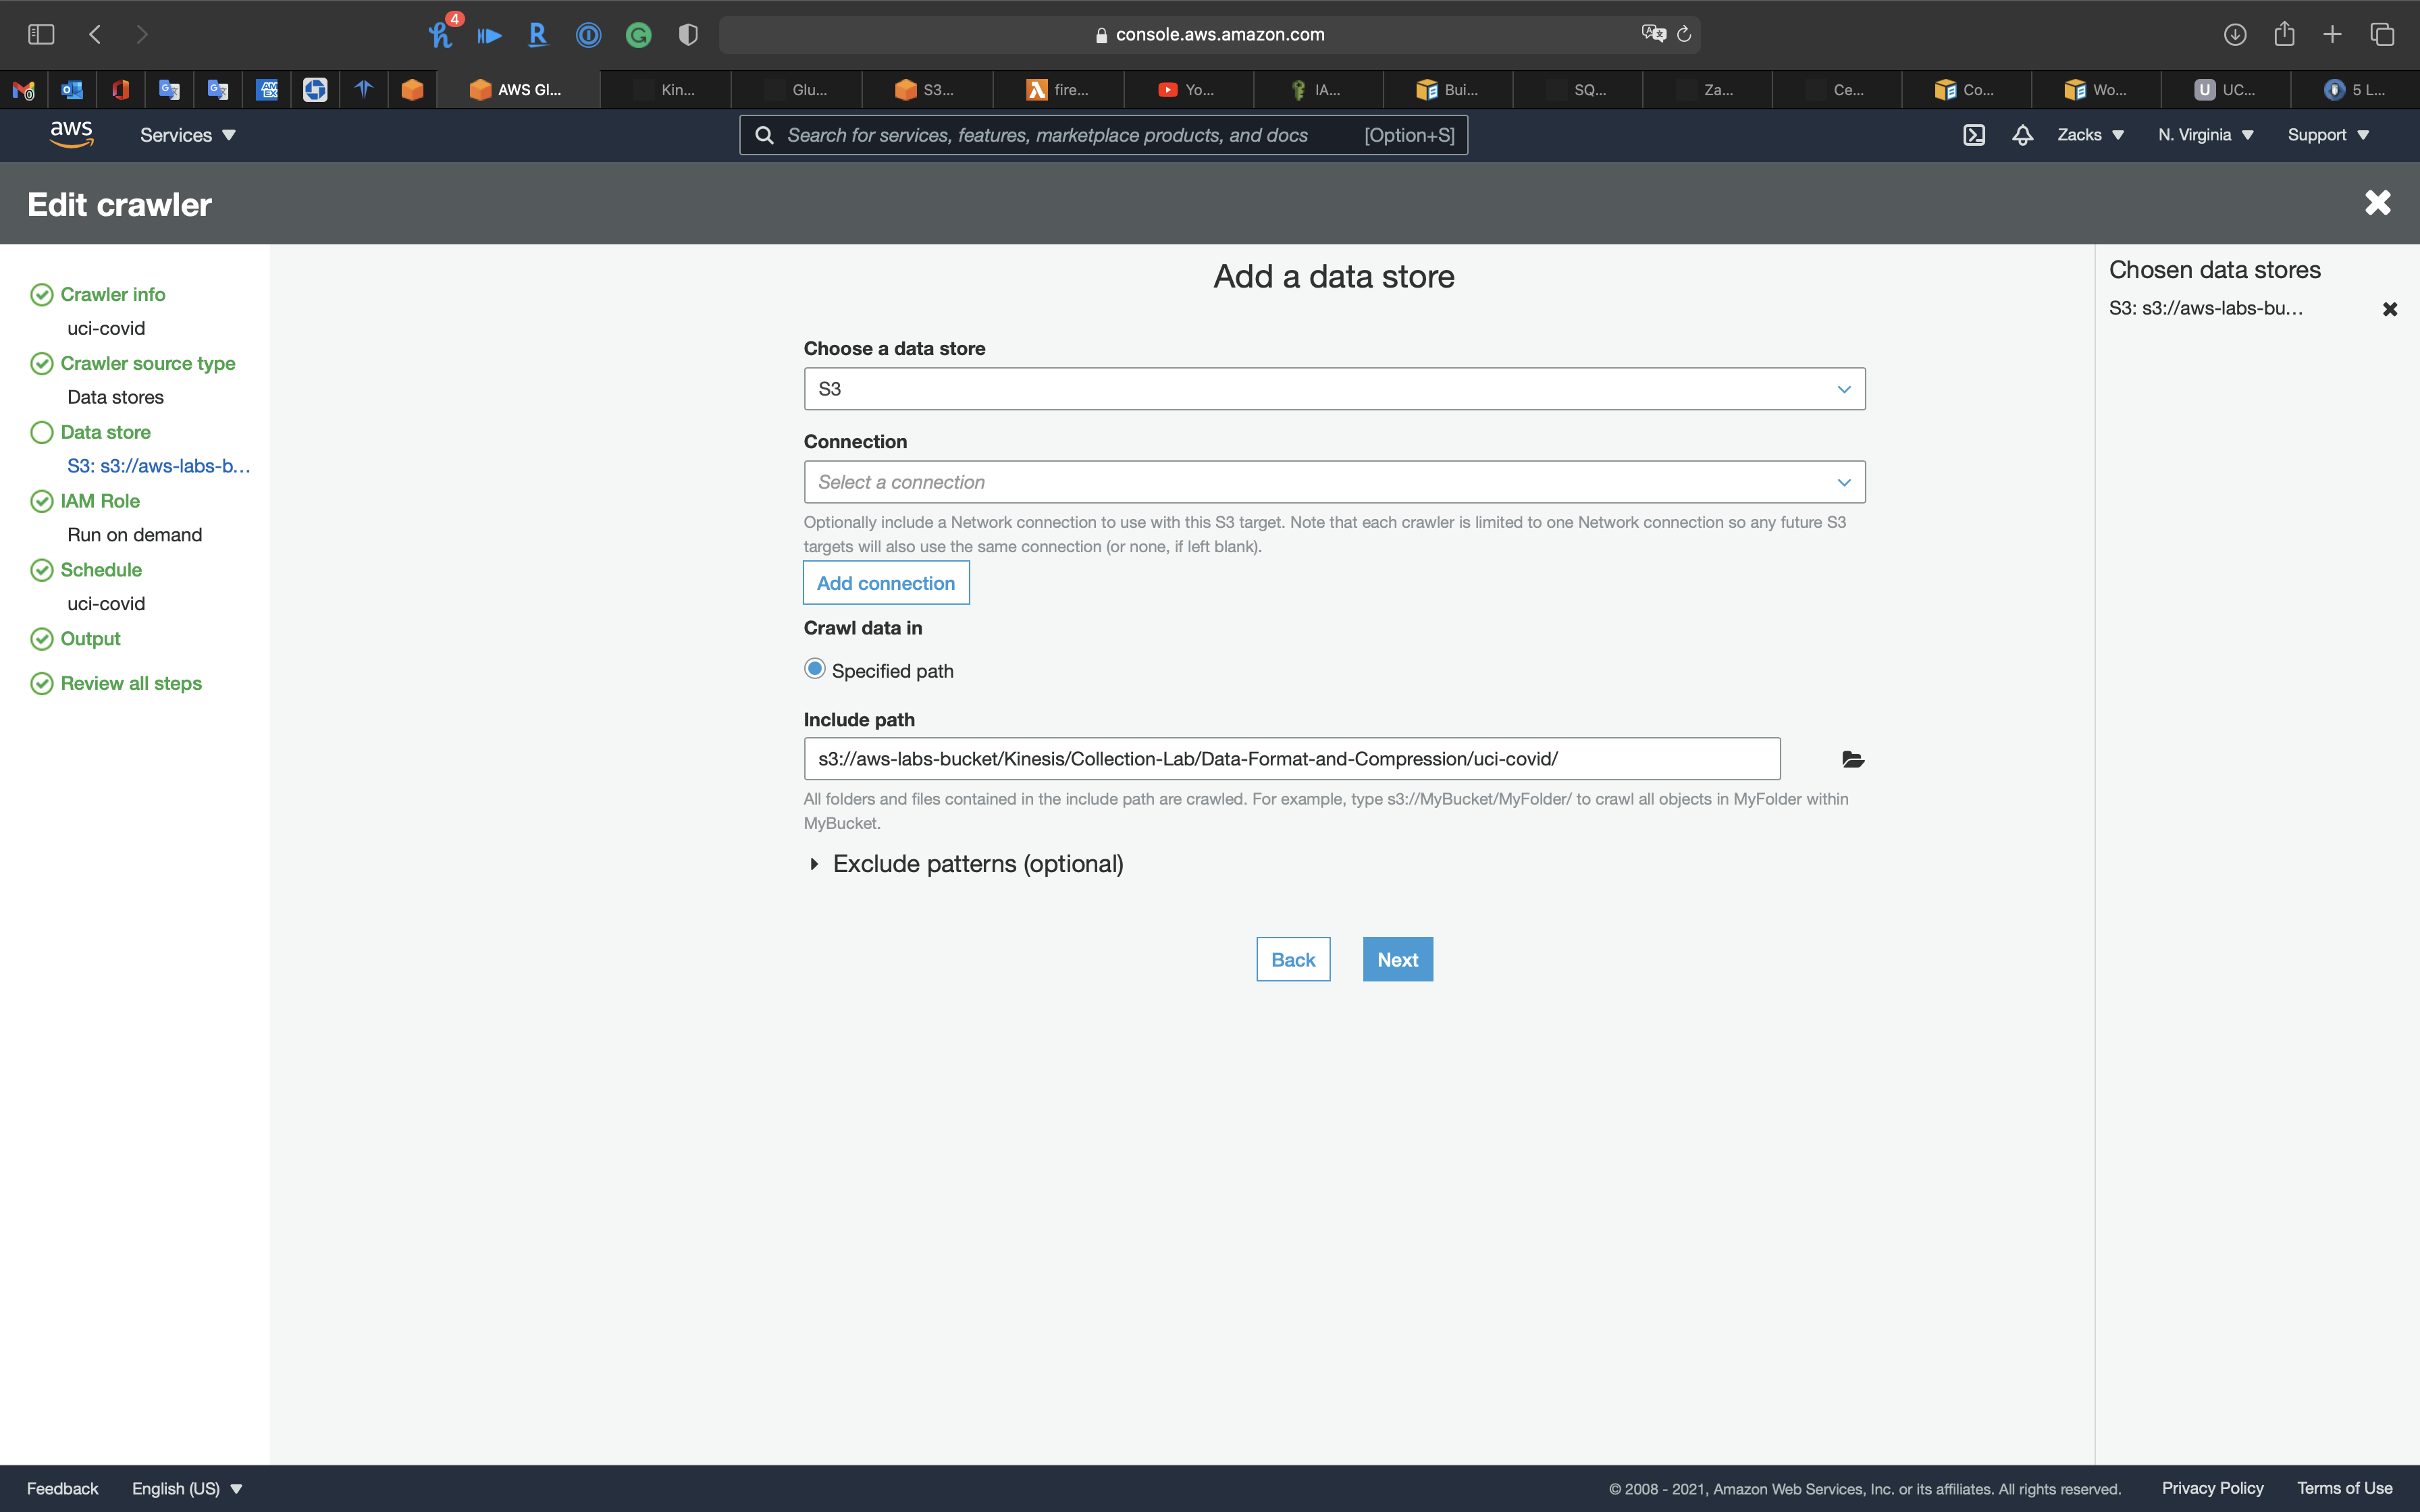 4
console.aws.amazon.com
AWS Gl...
Kin...
Glu...
S3...
fire...
Yo...
IA...
Bui...
SQ...
Za...
Ce...
Co...
Wo...
U UC...
5 L...
aws
Services
Search for services, features, marketplace products, and docs [Option+S]
Zacks
N. Virginia
Support
Edit crawler
Crawler info
uci-covid
Crawler source type
Data stores
Data store
S3: s3://aws-labs-b...
IAM Role
Run on demand
Schedule
uci-covid
Output
Review all steps
Add a data store
Choose a data store
S3
Connection
Select a connection
Optionally include a Network connection to use with this S3 target. Note that each crawler is limited to one Network connection so any future S3
targets will also use the same connection (or none, if left blank).
Add connection
Crawl data in
Specified path
Include path
s3://aws-labs-bucket/Kinesis/Collection-Lab/Data-Format-and-Compression/uci-covid/
All folders and files contained in the include path are crawled. For example, type s3://MyBucket/MyFolder/ to crawl all objects in MyFolder within
MyBucket.
Exclude patterns (optional)
Back
Next
Chosen data stores
S3: s3://aws-labs-bu...
Feedback
English (US)
© 2008 - 2021, Amazon Web Services, Inc. or its affiliates. All rights reserved.
Privacy Policy
Terms of Use